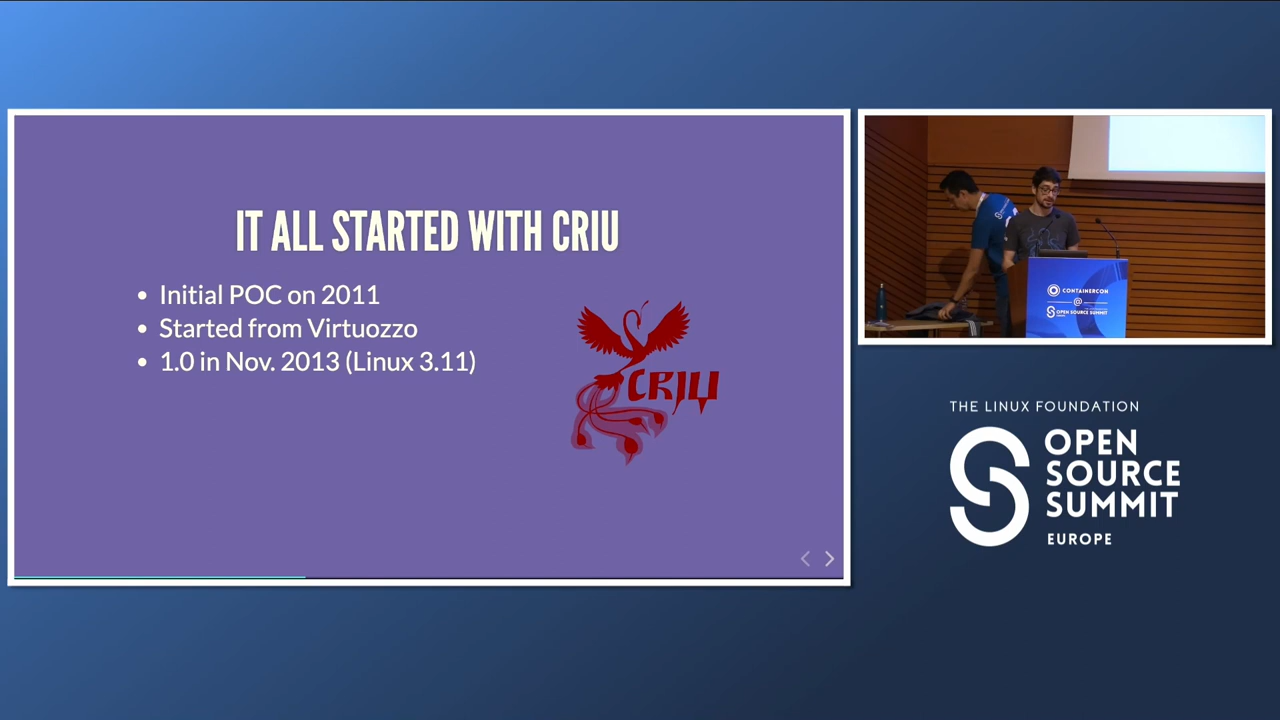 IT ALL STARTED WITH CRIU
Initial POC on 2011
Started from Virtuozzo
1.0 in Nov. 2013 (Linux 3.11)
CRIU
CONTAINERCON
@
OPEN SOURCE SUMMIT
THE LINUX FOUNDATION
OPEN
SOURCE
SUMMIT
EUROPE